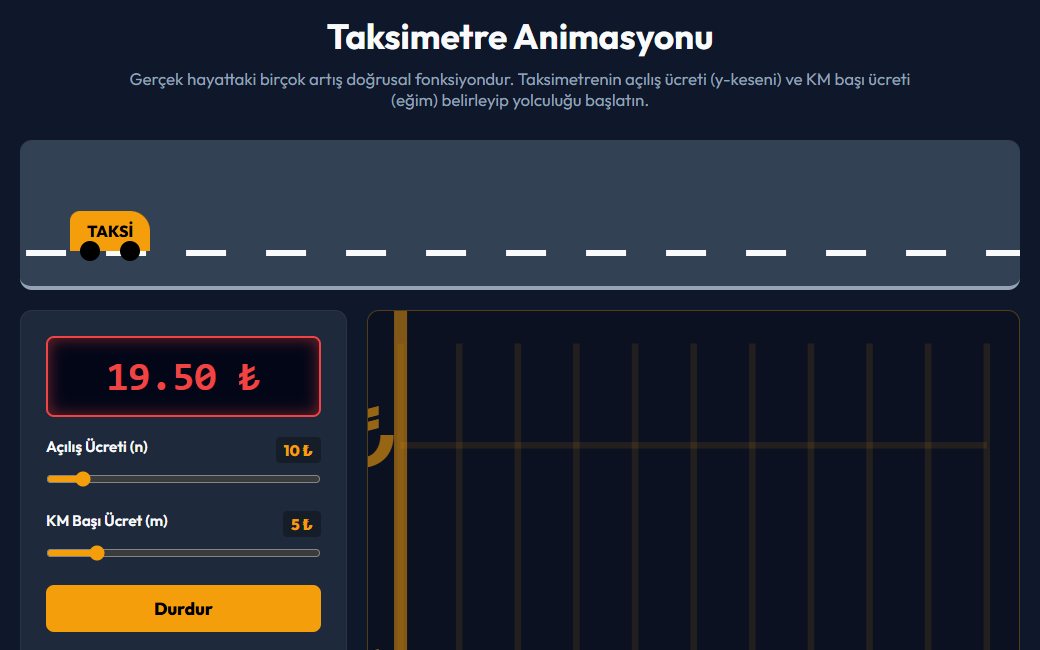 Taksimetre Animasyonu
Gerçek hayattaki birçok artış doğrusal fonksiyondur. Taksimetrenin açılış ücreti (y-keseni) ve KM başı ücreti
(eğim) belirleyip yolculuğu başlatın.
TAKSİ
19.50 ₺
Açılış Ücreti (n)
10 ₺
₺
KM Başı Ücret (m)
5 ₺
Durdur